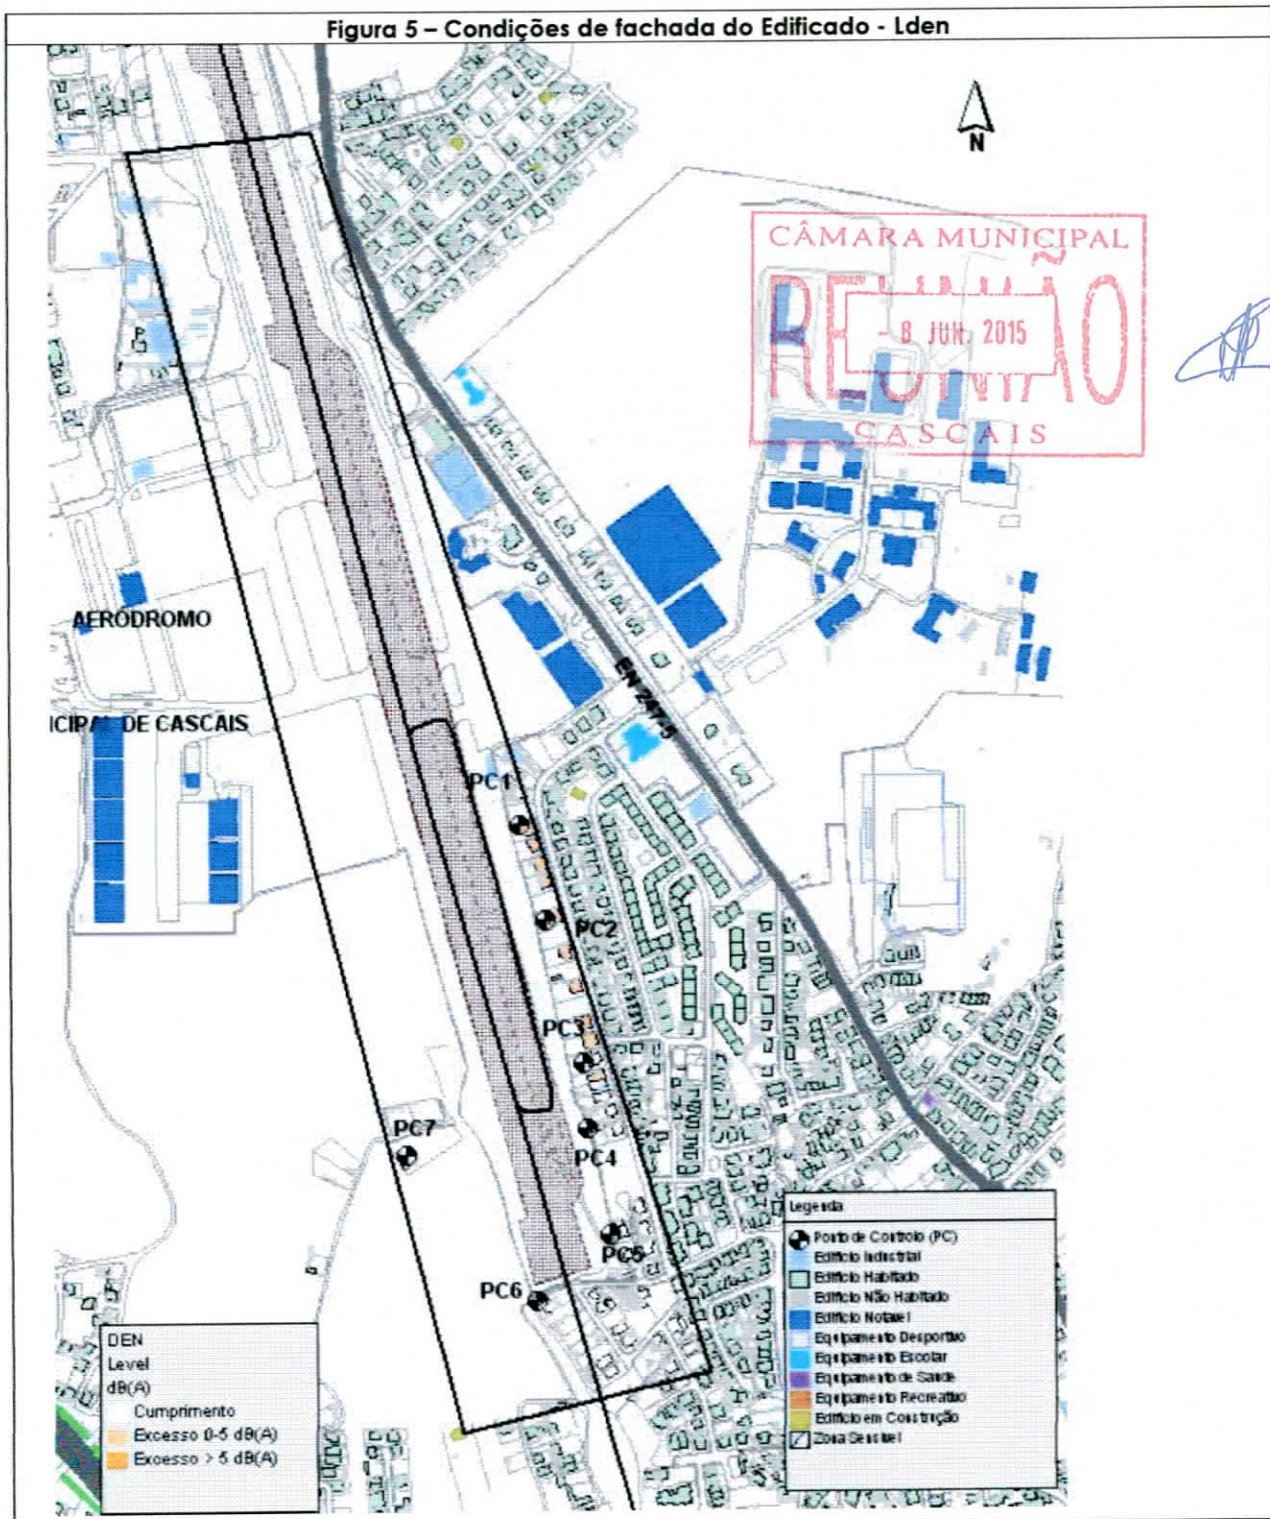 Figura 5 – Condições de fachada do Edificado - Lden
N
CÂMARA MUNICIPAL
REUNIÃO
- 8 JUN. 2015
CASCAIS
AERÓDROMO
ICIPAL DE CASCAIS
EN 247-5
PC1
PC2
PC3
PC4
PC5
PC6
PC7
DEN
Level
dB(A)
Cumprimento
Excesso 0-5 dB(A)
Excesso > 5 dB(A)
Legenda
Ponto de Controlo (PC)
Edifício Industrial
Edifício Habitado
Edifício Não Habitado
Edifício Notável
Equipamento Desportivo
Equipamento Escolar
Equipamento de Saúde
Equipamento Recreativo
Edifício em Construção
Zona Sensível